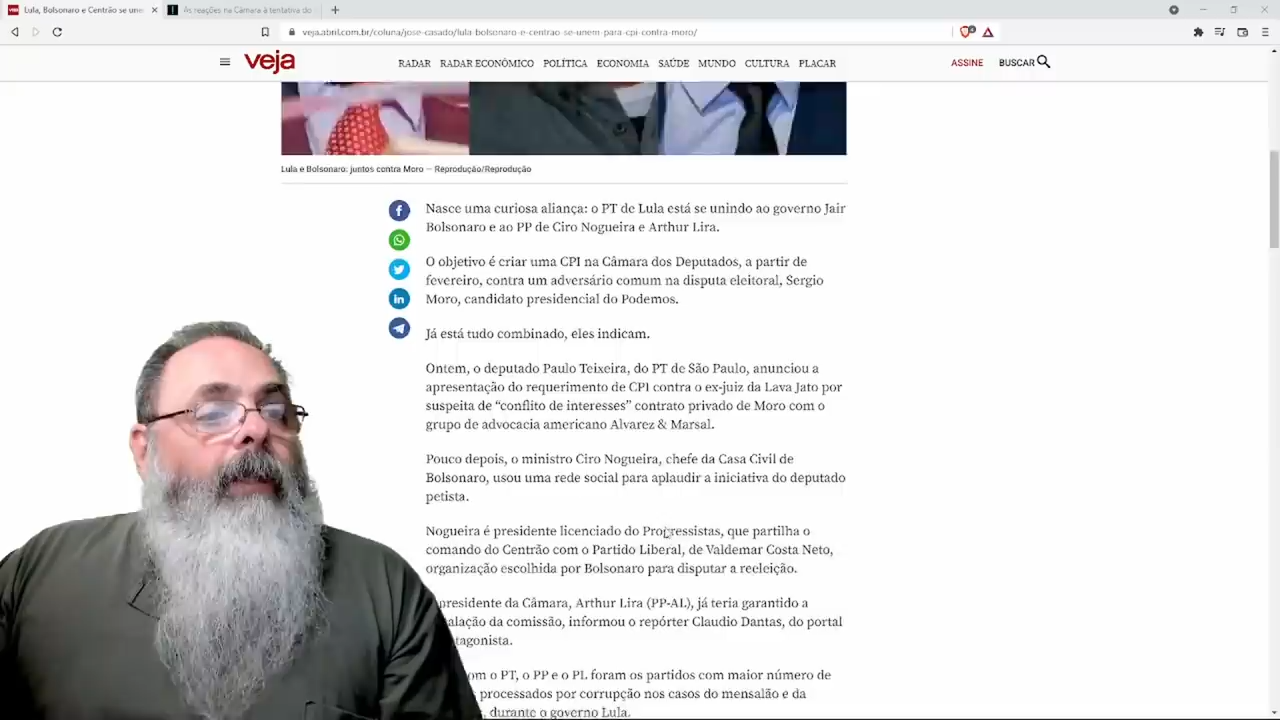 Lula, Bolsonaro e Centrão se une
As reações na Câmara à tentativa do
veja.abril.com.br/coluna/jose-casado/lula-bolsonaro-e-centrao-se-unem-para-cpi-contra-moro/
veja
RADAR RADAR ECONÔMICO POLÍTICA ECONOMIA SAÚDE MUNDO CULTURA PLACAR
ASSINE BUSCAR
Lula e Bolsonaro: juntos contra Moro — Reprodução/Reprodução
Nasce uma curiosa aliança: o PT de Lula está se unindo ao governo Jair
Bolsonaro e ao PP de Ciro Nogueira e Arthur Lira.
O objetivo é criar uma CPI na Câmara dos Deputados, a partir de
fevereiro, contra um adversário comum na disputa eleitoral, Sergio
Moro, candidato presidencial do Podemos.
Já está tudo combinado, eles indicam.
Ontem, o deputado Paulo Teixeira, do PT de São Paulo, anunciou a
apresentação do requerimento de CPI contra o ex-juiz da Lava Jato por
suspeita de “conflito de interesses” contrato privado de Moro com o
grupo de advocacia americano Alvarez & Marsal.
Pouco depois, o ministro Ciro Nogueira, chefe da Casa Civil de
Bolsonaro, usou uma rede social para aplaudir a iniciativa do deputado
petista.
Nogueira é presidente licenciado do Progressistas, que partilha o
comando do Centrão com o Partido Liberal, de Valdemar Costa Neto,
organização escolhida por Bolsonaro para disputar a reeleição.
presidente da Câmara, Arthur Lira (PP-AL), já teria garantido a
alação da comissão, informou o repórter Claudio Dantas, do portal
tagonista.
om o PT, o PP e o PL foram os partidos com maior número de
processados por corrupção nos casos do mensalão e da
durante o governo Lula.